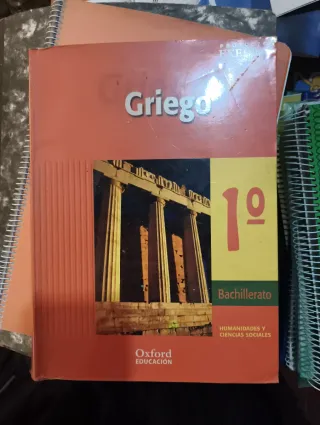 Griego
1º
Bachillerato
HUMANIDADES Y
CIENCIAS SOCIALES
Oxford
EDUCACIÓN